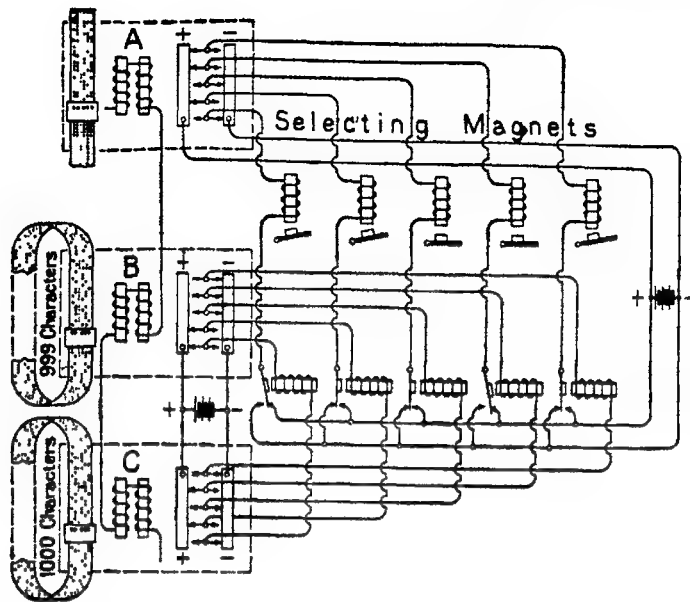 A
+ −
Selecting Magnets
B
+ −
999 Characters
+ −
+ −
C
1000 Characters
+ −